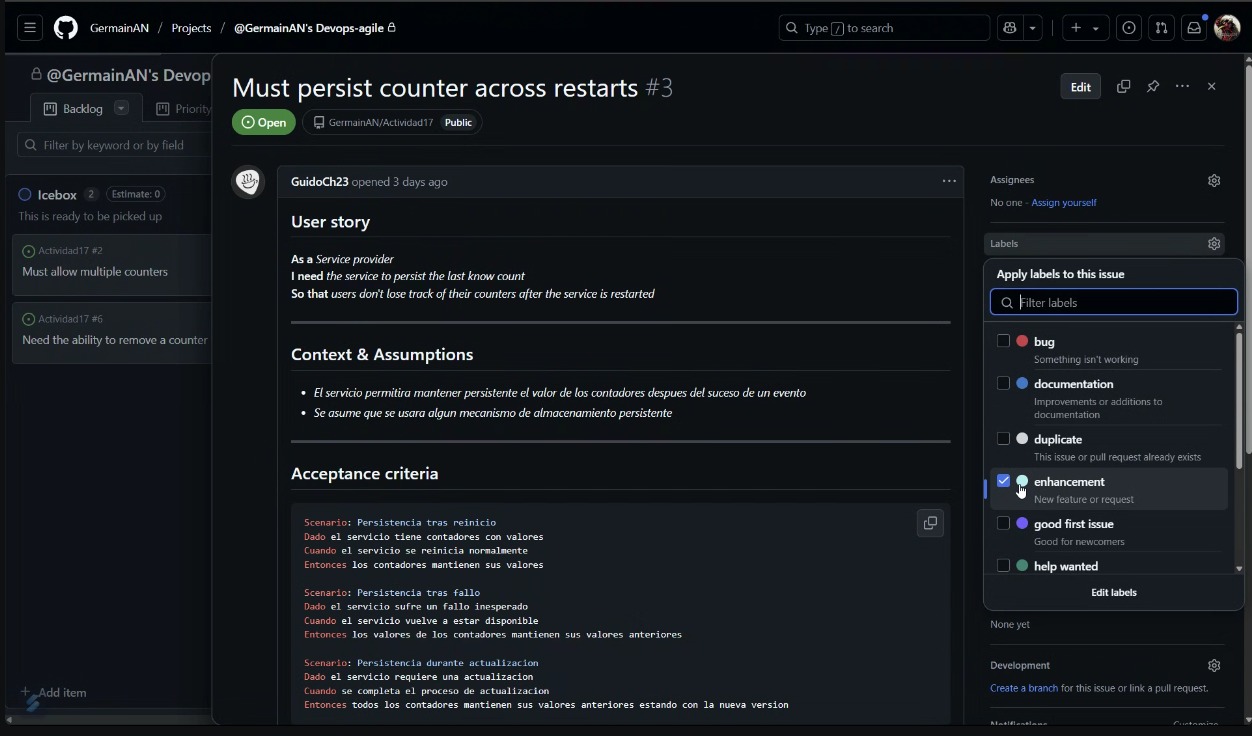 GermainAN / Projects / @GermainAN's Devops-agile
Type / to search
@GermainAN's Devop
Backlog
Priority
Filter by keyword or by field
Icebox 2 Estimate: 0
This is ready to be picked up
Actividad17 #2
Must allow multiple counters
Actividad17 #6
Need the ability to remove a counter
+ Add item
Must persist counter across restarts #3
Edit
Open
GermainAN/Actividad17 Public
GuidoCh23 opened 3 days ago
User story
As a Service provider
I need the service to persist the last know count
So that users don't lose track of their counters after the service is restarted
Context & Assumptions
• El servicio permitira mantener persistente el valor de los contadores despues del suceso de un evento
• Se asume que se usara algun mecanismo de almacenamiento persistente
Acceptance criteria
Scenario: Persistencia tras reinicio
Dado el servicio tiene contadores con valores
Cuando el servicio se reinicia normalmente
Entonces los contadores mantienen sus valores
Scenario: Persistencia tras fallo
Dado el servicio sufre un fallo inesperado
Cuando el servicio vuelve a estar disponible
Entonces los valores de los contadores mantienen sus valores anteriores
Scenario: Persistencia durante actualizacion
Dado el servicio requiere una actualizacion
Cuando se completa el proceso de actualizacion
Entonces todos los contadores mantienen sus valores anteriores estando con la nueva version
Assignees
No one - Assign yourself
Labels
Apply labels to this issue
Filter labels
bug
Something isn't working
documentation
Improvements or additions to
documentation
duplicate
This issue or pull request already exists
enhancement
New feature or request
good first issue
Good for newcomers
help wanted
Edit labels
None yet
Development
Create a branch for this issue or link a pull request.
Notifications
Customize